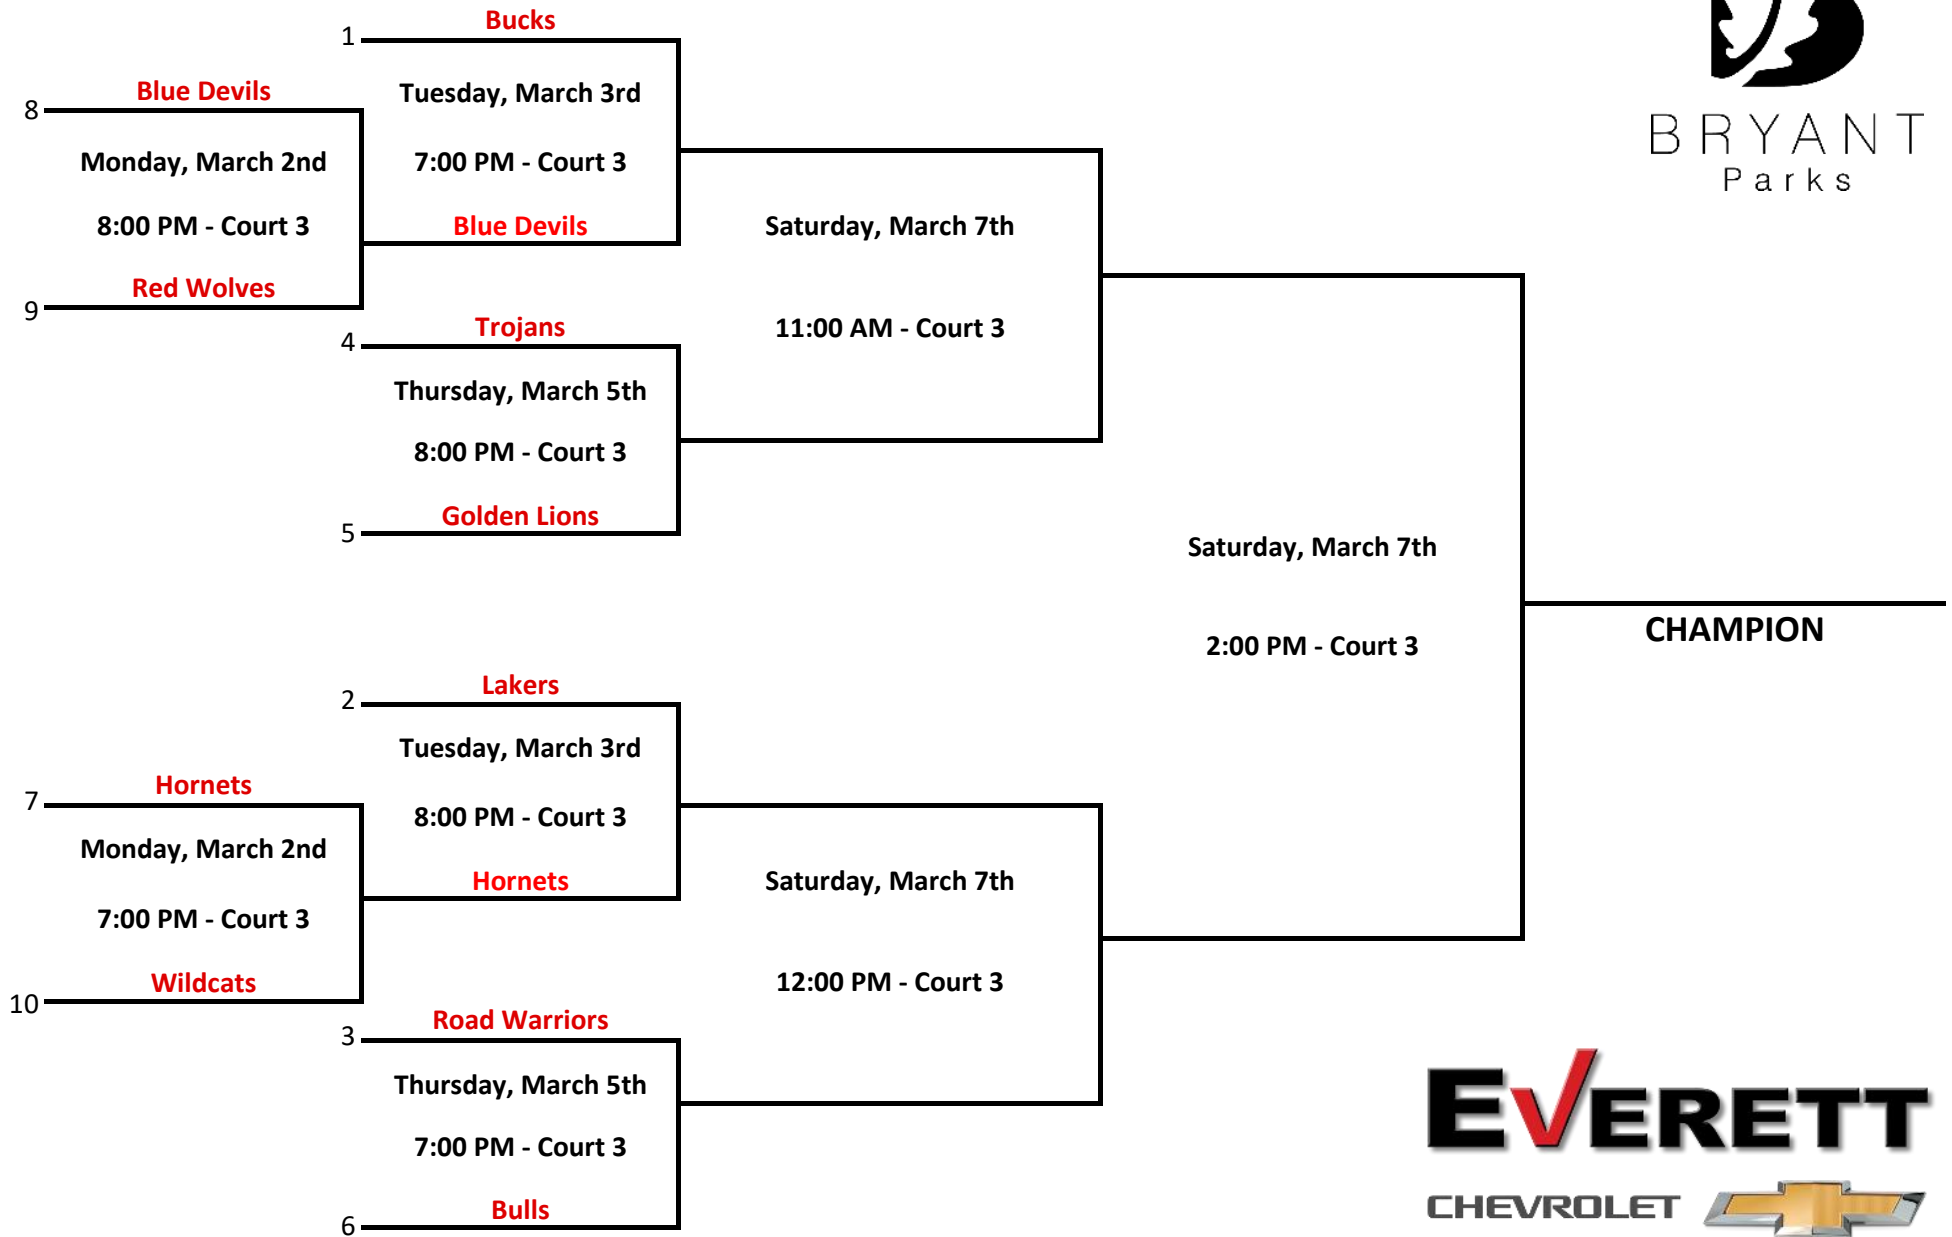 Bucks
1
Tuesday, March 3rd
7:00 PM - Court 3
Blue Devils
8
Blue Devils
Monday, March 2nd
8:00 PM - Court 3
Red Wolves
9
Saturday, March 7th
11:00 AM - Court 3
Trojans
4
Thursday, March 5th
8:00 PM - Court 3
Golden Lions
5
Saturday, March 7th
2:00 PM - Court 3
CHAMPION
Lakers
2
Tuesday, March 3rd
8:00 PM - Court 3
Hornets
Hornets
7
Monday, March 2nd
7:00 PM - Court 3
Wildcats
10
Saturday, March 7th
12:00 PM - Court 3
Road Warriors
3
Thursday, March 5th
7:00 PM - Court 3
Bulls
6
BRYANT
Parks
EVERETT
CHEVROLET